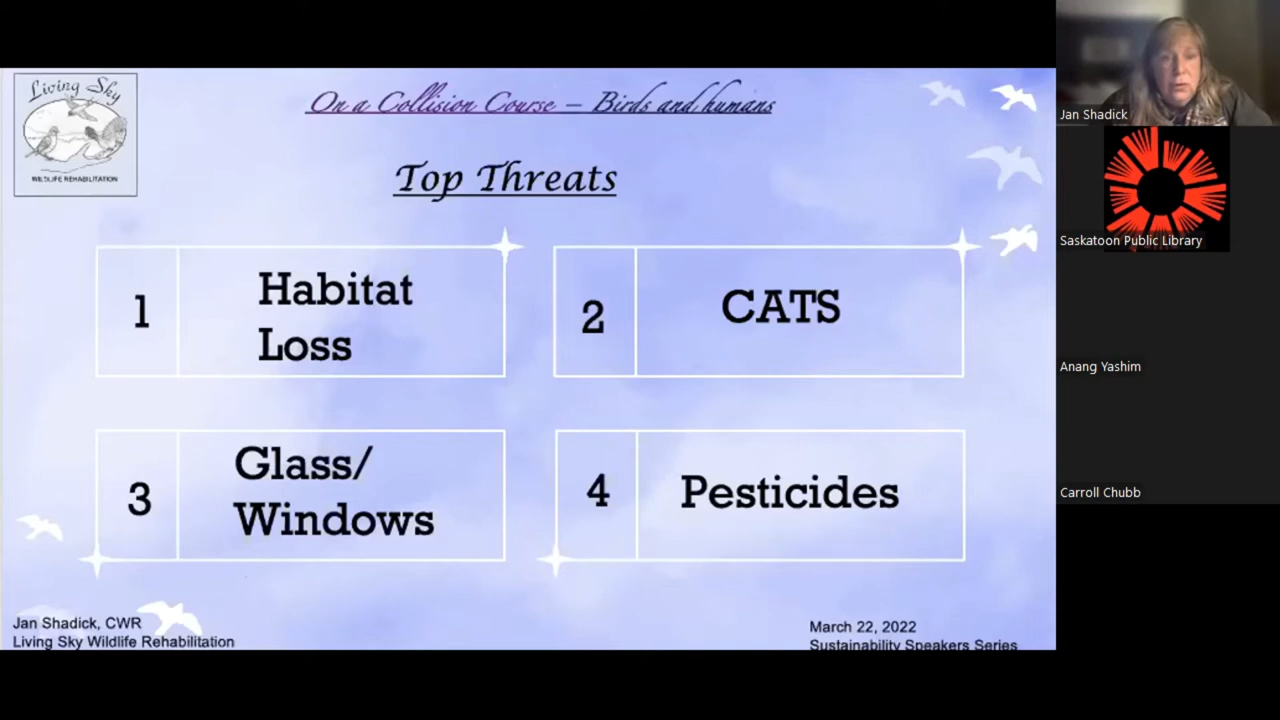 Living Sky
WILDLIFE REHABILITATION
On a Collision Course – Birds and humans
Top Threats
1
Habitat
Loss
2
CATS
3
Glass/
Windows
4
Pesticides
Jan Shadick, CWR
Living Sky Wildlife Rehabilitation
March 22, 2022
Sustainability Speakers Series
Jan Shadick
Saskatoon Public Library
Anang Yashim
Carroll Chubb